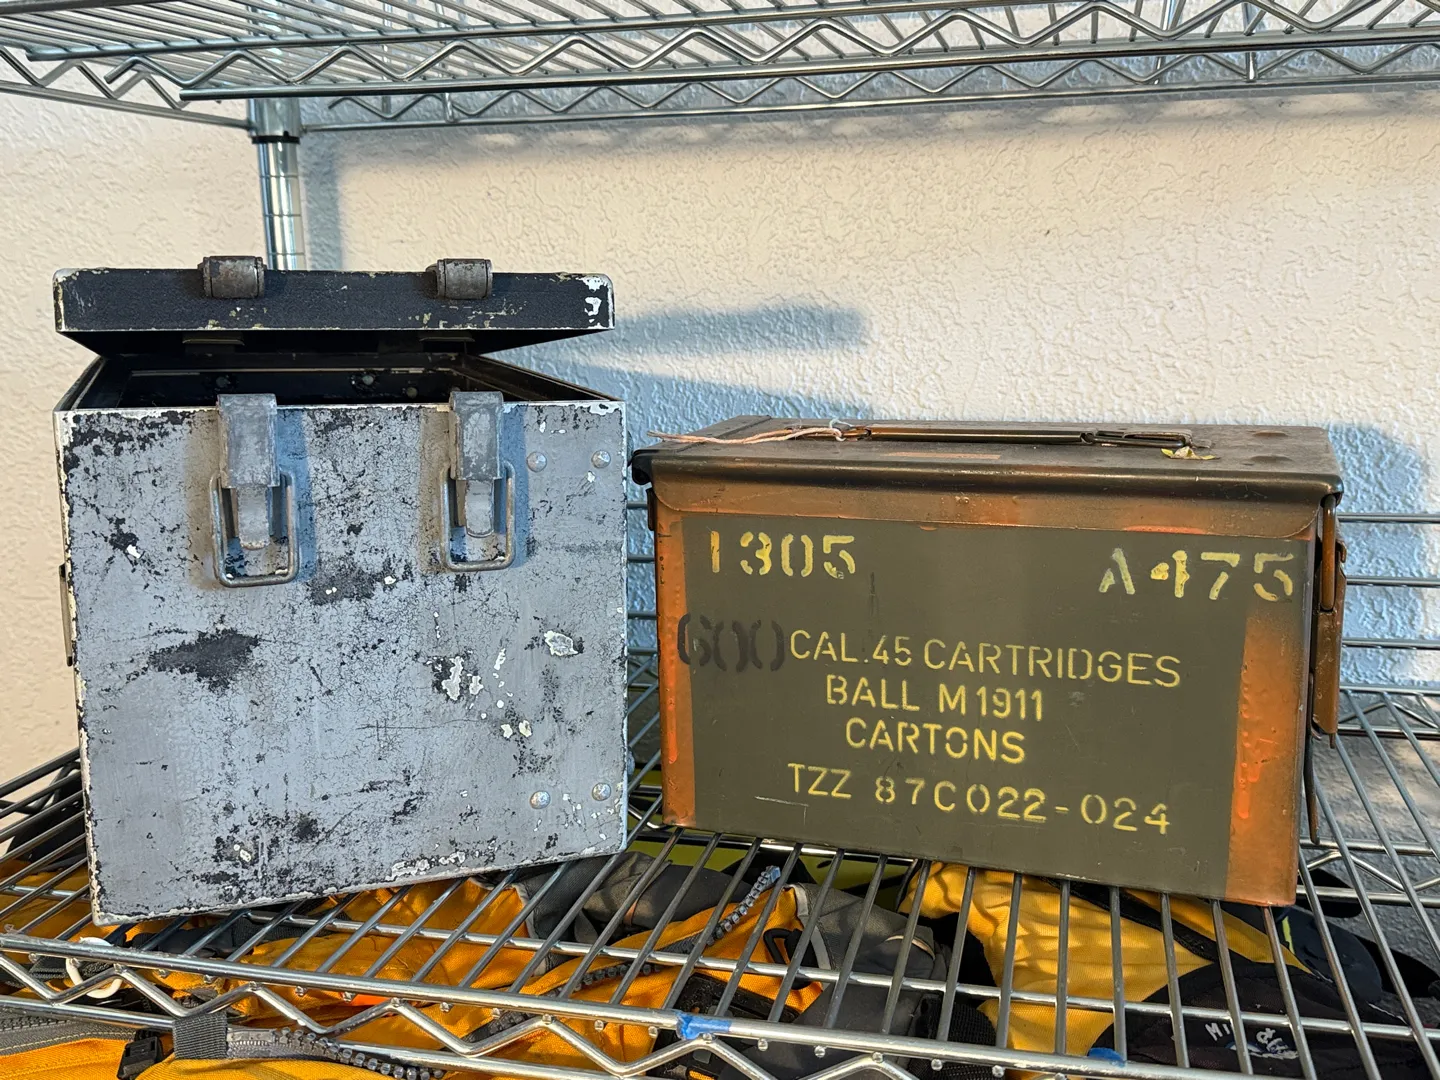 1305 A475
600 CAL .45 CARTRIDGES
BALL M1911
CARTONS
TZZ 87C022-024